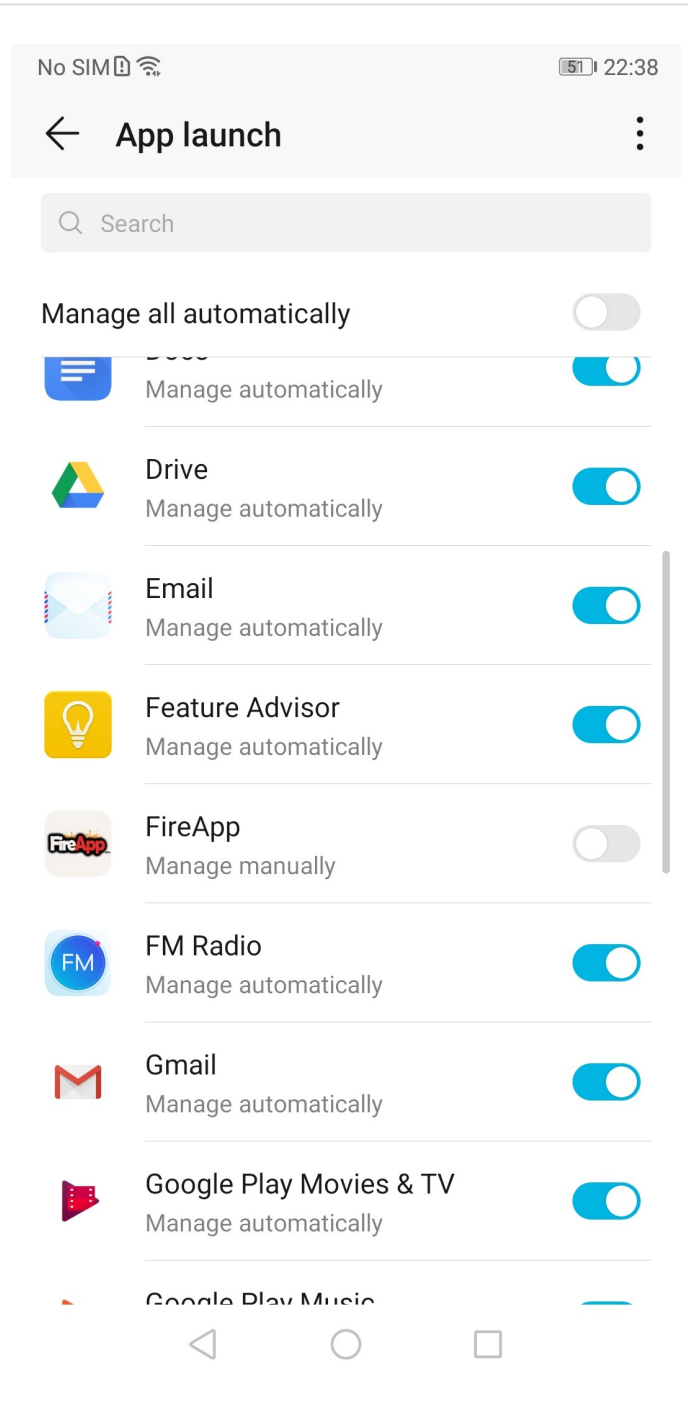 No SIM 51 22:38
App launch
Search
Manage all automatically
Docs
Manage automatically
Drive
Manage automatically
Email
Manage automatically
Feature Advisor
Manage automatically
FireApp
FireApp
Manage manually
FM
FM Radio
Manage automatically
Gmail
Manage automatically
Google Play Movies & TV
Manage automatically
Google Play Music